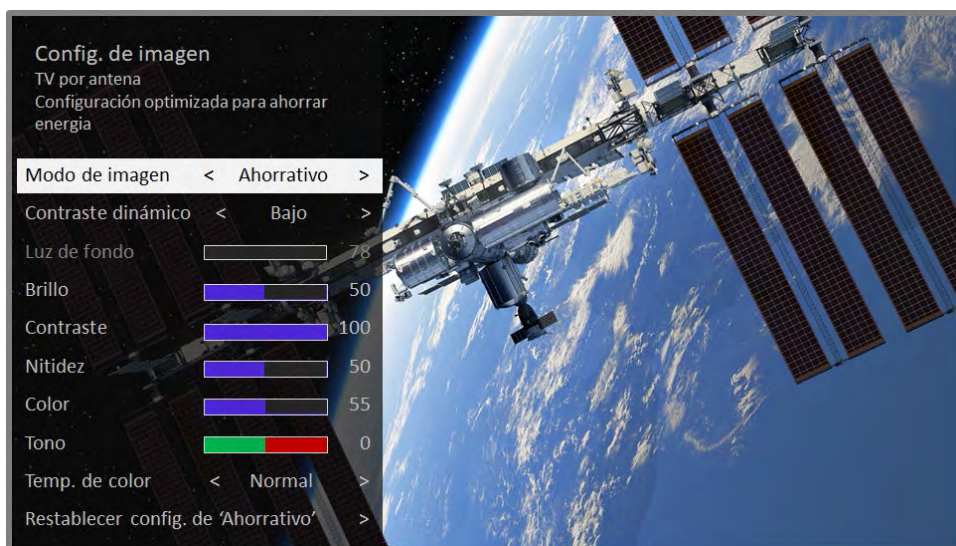 Config. de imagen
TV por antena
Configuración optimizada para ahorrar
energia
Modo de imagen < Ahorrativo >
Contraste dinámico < Bajo >
Luz de fondo 78
Brillo 50
Contraste 100
Nitidez 50
Color 55
Tono 0
Temp. de color < Normal >
Restablecer config. de ‘Ahorrativo’ >